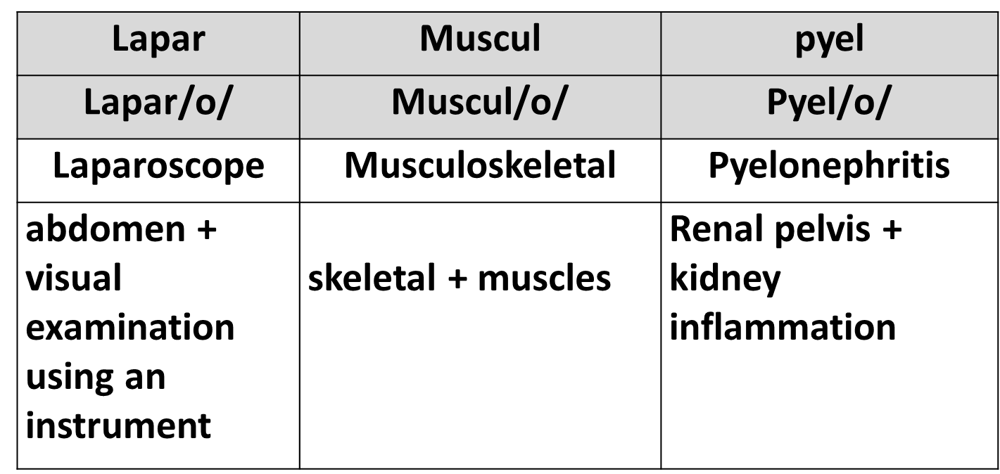 Lapar
Muscul
pyel
Lapar/o/
Muscul/o/
Pyel/o/
Laparoscope
Musculoskeletal
Pyelonephritis
abdomen +
visual
examination
using an
instrument
skeletal + muscles
Renal pelvis +
kidney
inflammation